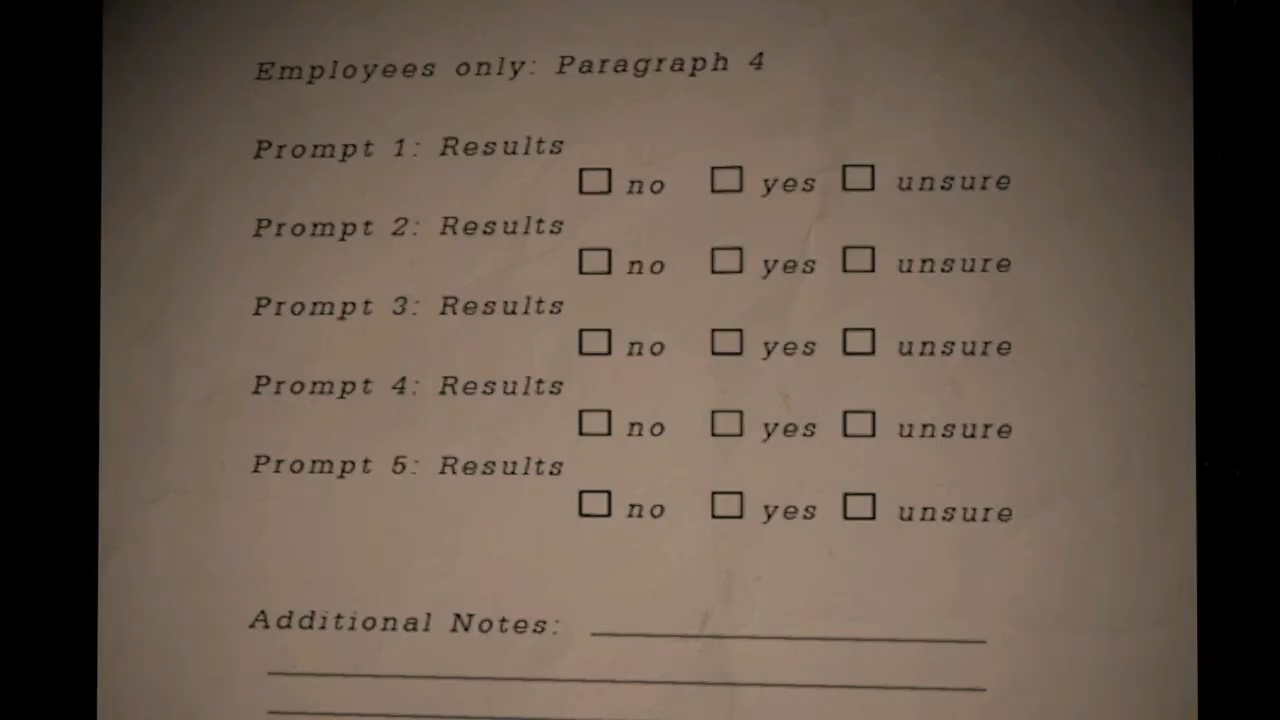 Employees only: Paragraph 4
Prompt 1: Results
no yes unsure
Prompt 2: Results
no yes unsure
Prompt 3: Results
no yes unsure
Prompt 4: Results
no yes unsure
Prompt 5: Results
no yes unsure
Additional Notes: